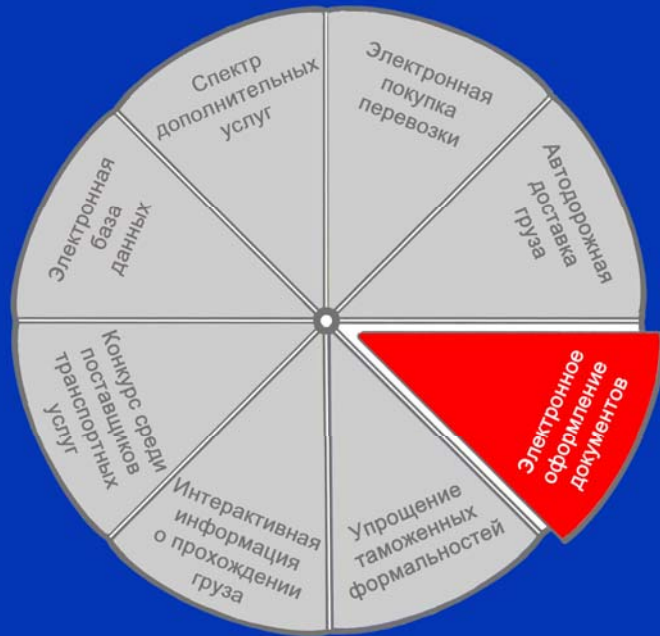 Спектр
дополнительных
услуг
Электронная
покупка
перевозки
Автодорожная
доставка
груза
Электронное
оформление
документов
Упрощение
таможенных
формальностей
Интерактивная
информация
о прохождении
груза
Конкурс среди
поставщиков
транспортных
услуг
Электронная
база
данных